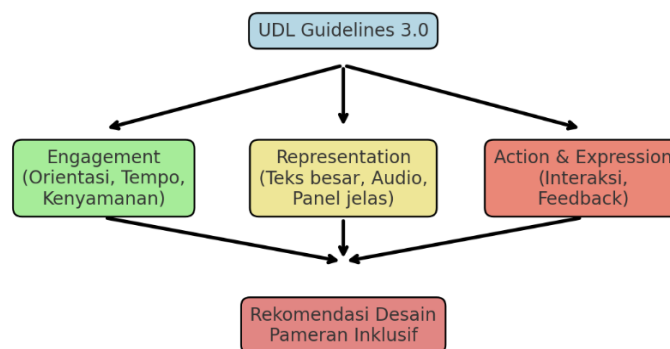 UDL Guidelines 3.0
Engagement
(Orientasi, Tempo,
Kenyamanan)
Representation
(Teks besar, Audio,
Panel jelas)
Action & Expression
(Interaksi,
Feedback)
Rekomendasi Desain
Pameran Inklusif